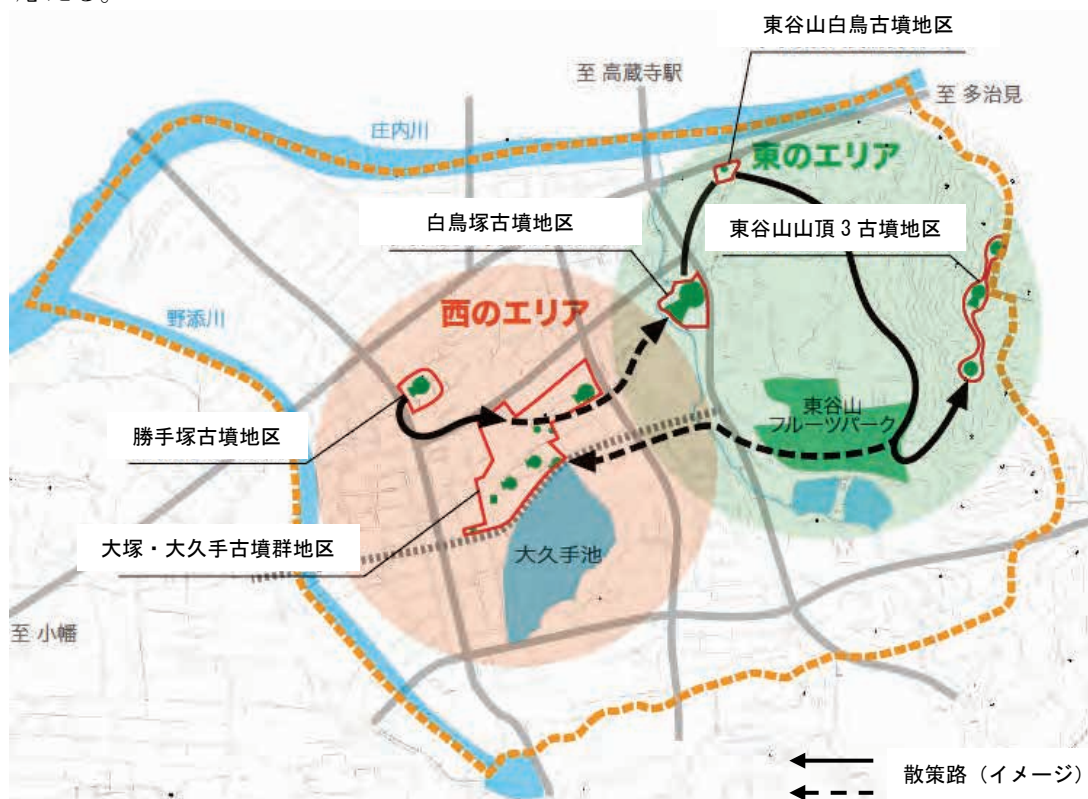 東谷山白鳥古墳地区
至 高蔵寺駅
至 多治見
庄内川
東のエリア
白鳥塚古墳地区
東谷山山頂3古墳地区
西のエリア
野添川
東谷山
フルーツパーク
勝手塚古墳地区
大塚・大久手古墳群地区
大久手池
至 小幡
散策路（イメージ）